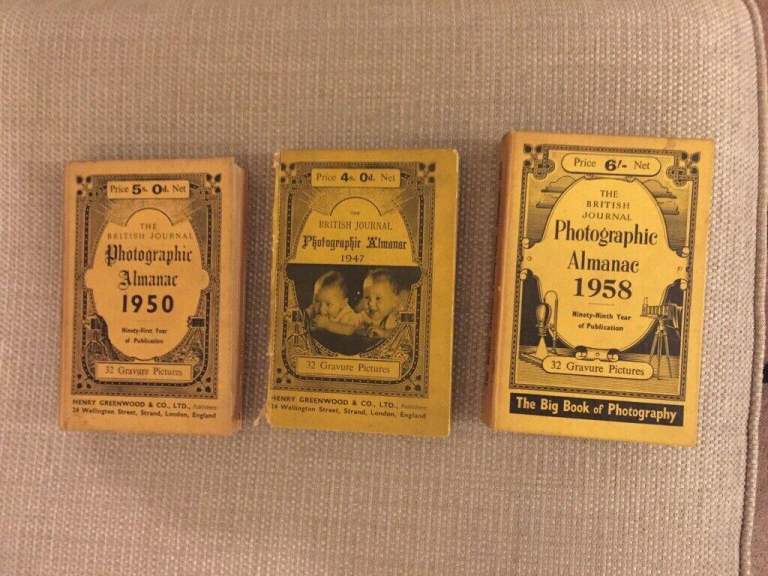 Price 5s. 0d. Net
THE
BRITISH JOURNAL
Photographic
Almanac
1950
Ninety-First Year
of Publication
32 Gravure Pictures
HENRY GREENWOOD & CO., LTD., Publishers
24 Wellington Street, Strand, London, England
Price 4s. 0d. Net
THE
BRITISH JOURNAL
Photographic Almanac
1947
32 Gravure Pictures
HENRY GREENWOOD & CO., LTD., Publishers
24 Wellington Street, Strand, London, England
Price 6/- Net
THE
BRITISH
JOURNAL
Photographic
Almanac
1958
Ninety-Ninth Year
of Publication
32 Gravure Pictures
The Big Book of Photography